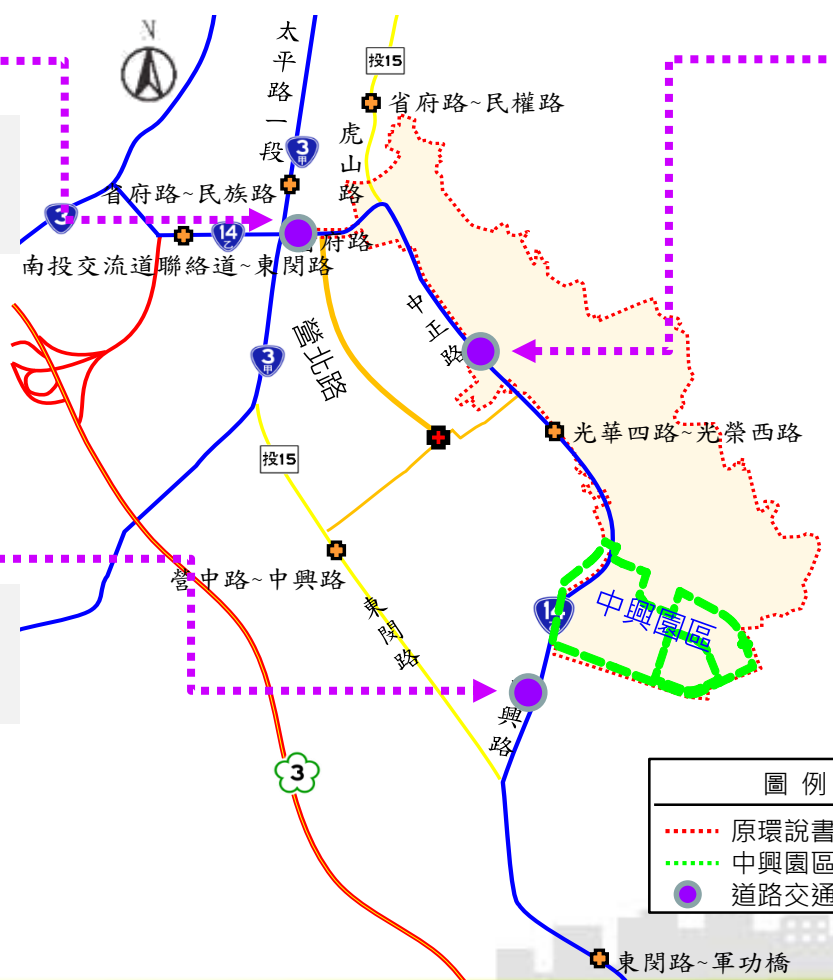 N
太平路一段
投15
省府路~民權路
虎山路
3甲
省府路~民族路
3
14乙
府路
南投交流道聯絡道~東閔路
中正路
營北路
3甲
光華四路~光榮西路
投15
營中路~中興路
中興園區
14
東閔路
興路
3
圖例
原環說書
中興園區
道路交通
東閔路~軍功橋